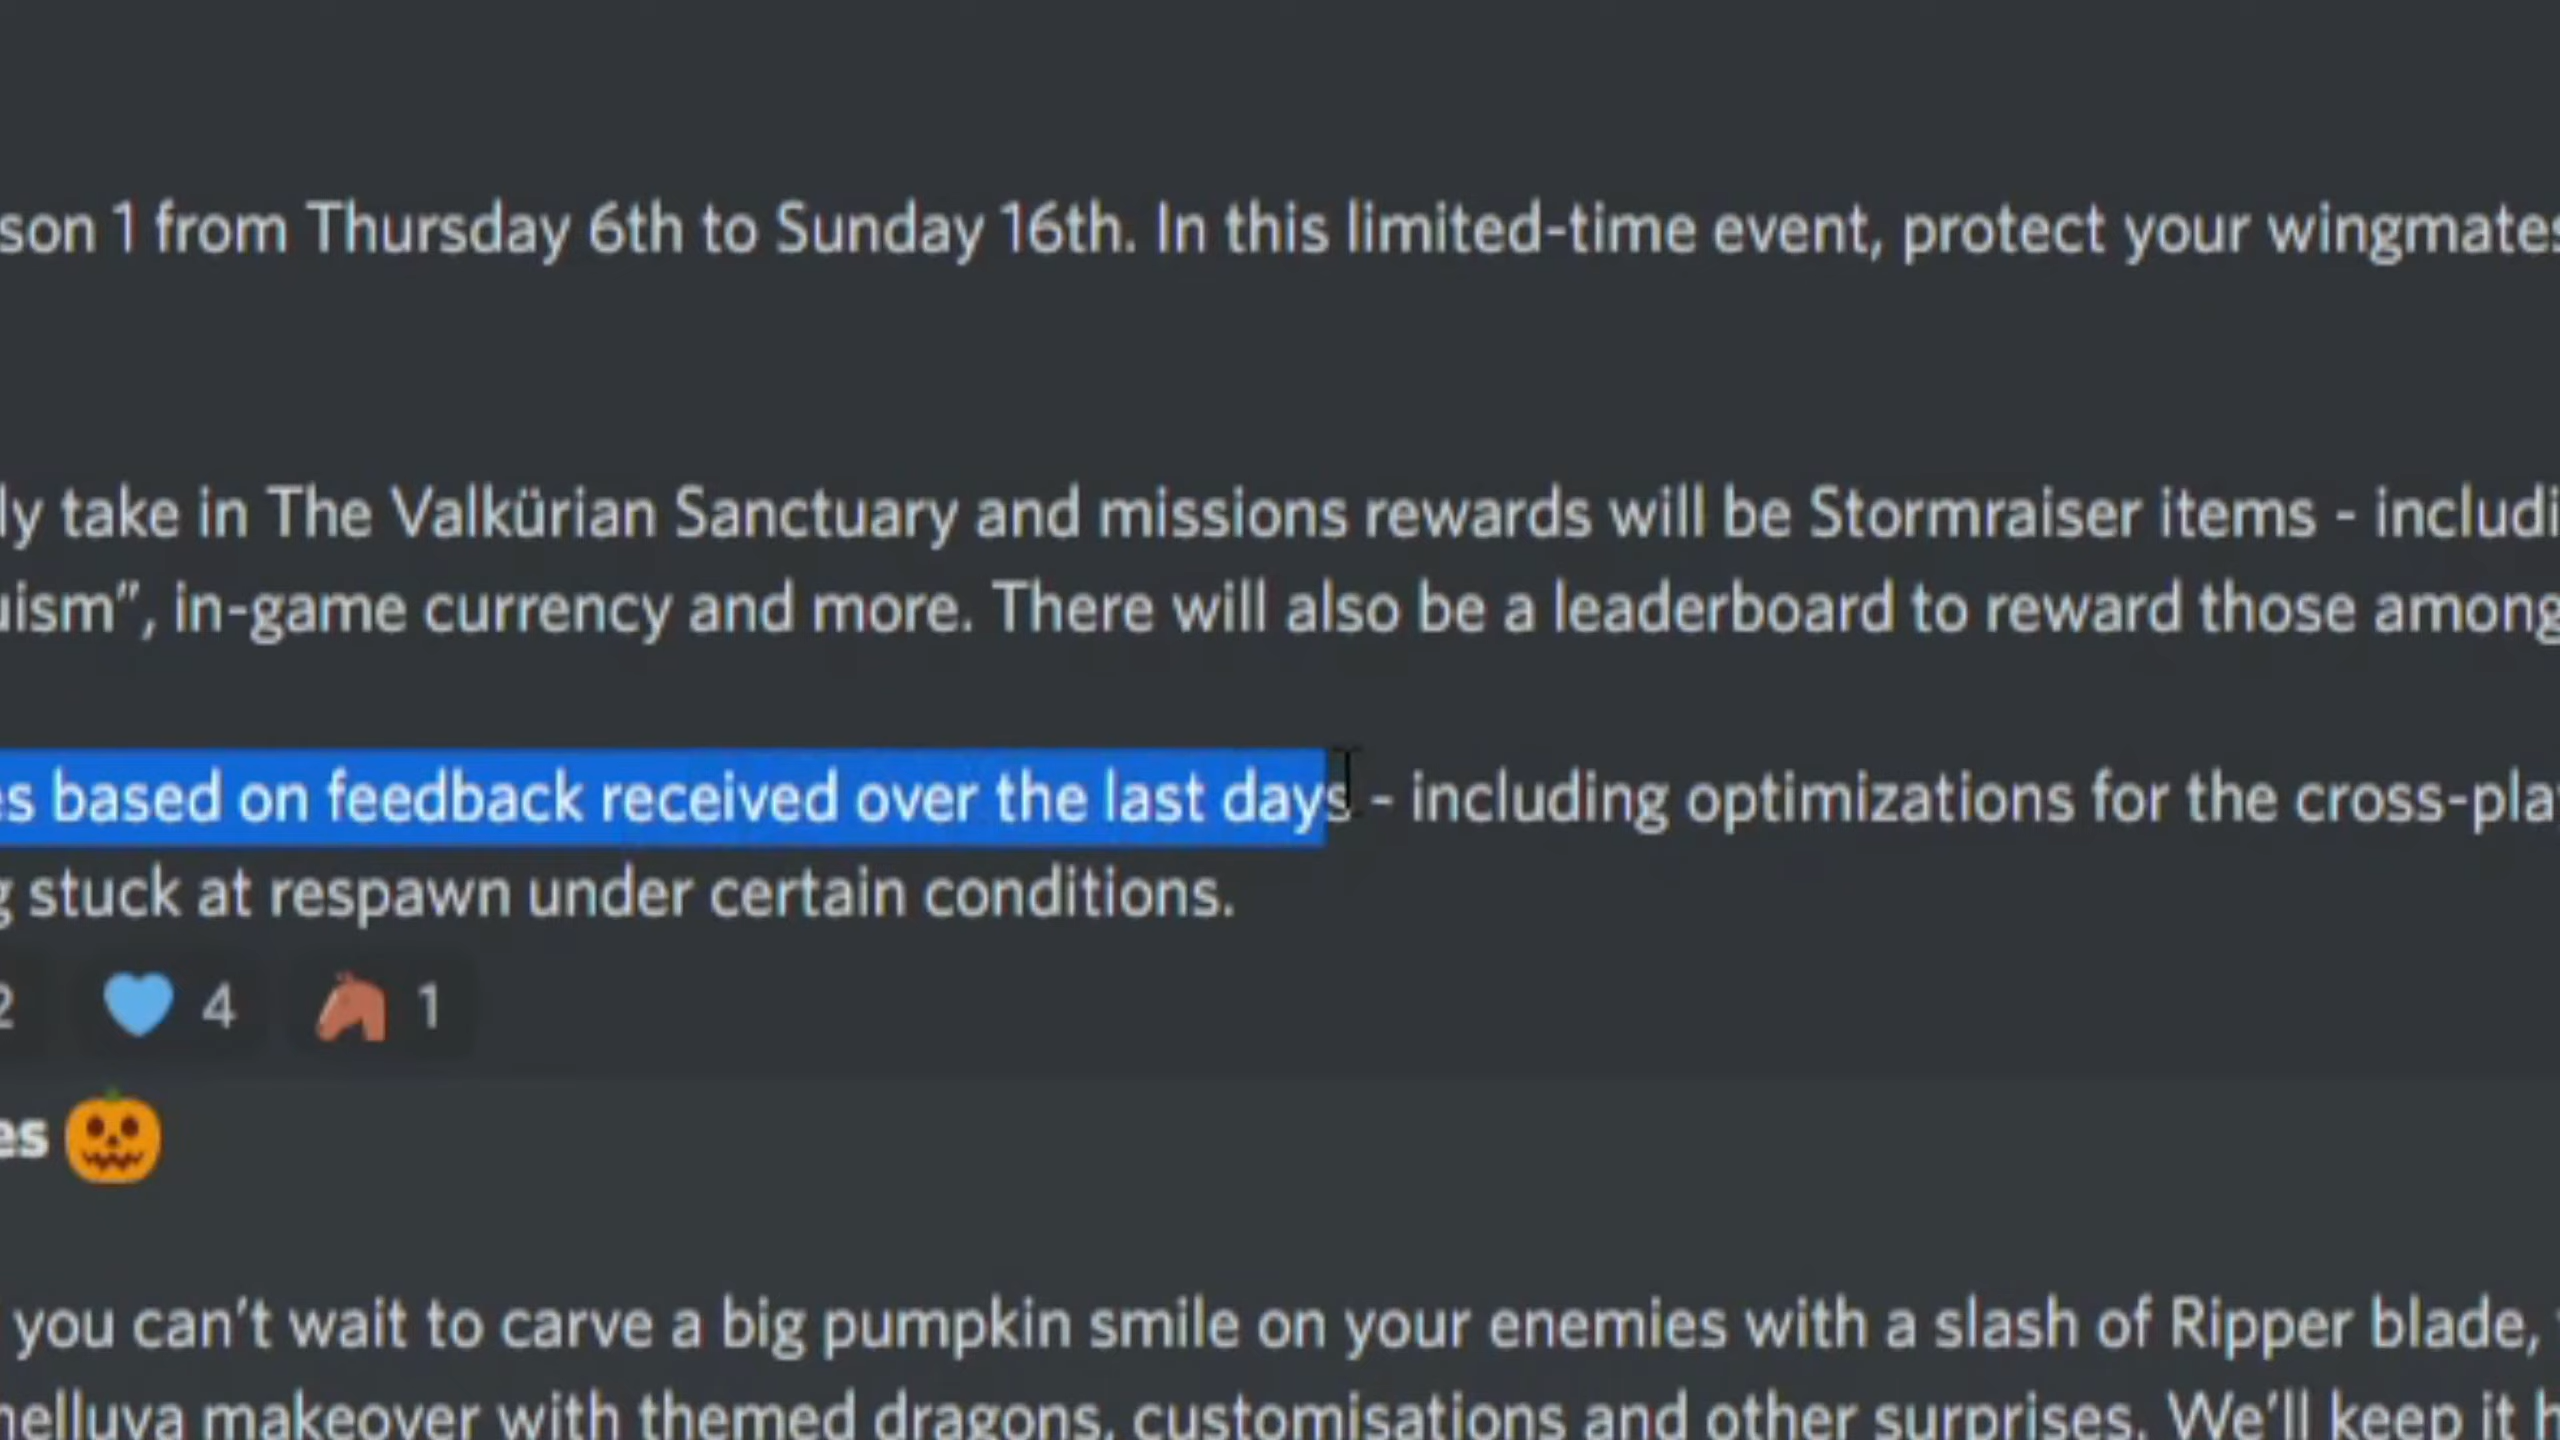 son 1 from Thursday 6th to Sunday 16th. In this limited-time event, protect your wingmates
ly take in The Valkürian Sanctuary and missions rewards will be Stormraiser items - includi
uism”, in-game currency and more. There will also be a leaderboard to reward those among
es based on feedback received over the last days - including optimizations for the cross-pla
g stuck at respawn under certain conditions.
2 4 1
es
you can’t wait to carve a big pumpkin smile on your enemies with a slash of Ripper blade,
helluva makeover with themed dragons, customisations and other surprises. We’ll keep it h